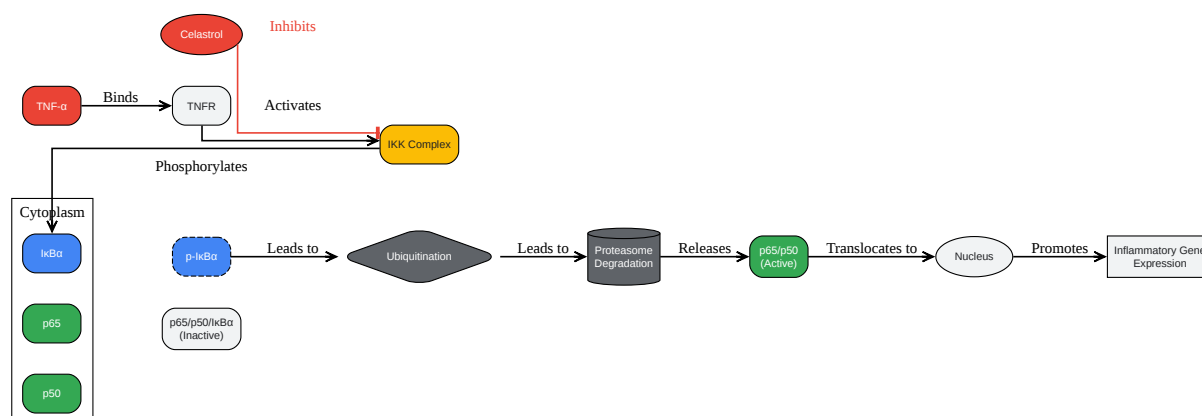 Celastrol
Inhibits
TNF-α
Binds
TNFR
Activates
IKK Complex
Phosphorylates
Cytoplasm
IκBα
p-IκBα
Leads to
Ubiquitination
Leads to
Proteasome
Degradation
Releases
p65/p50
(Active)
Translocates to
Nucleus
Promotes
Inflammatory Gene
Expression
p65
p65/p50/IκBα
(Inactive)
p50